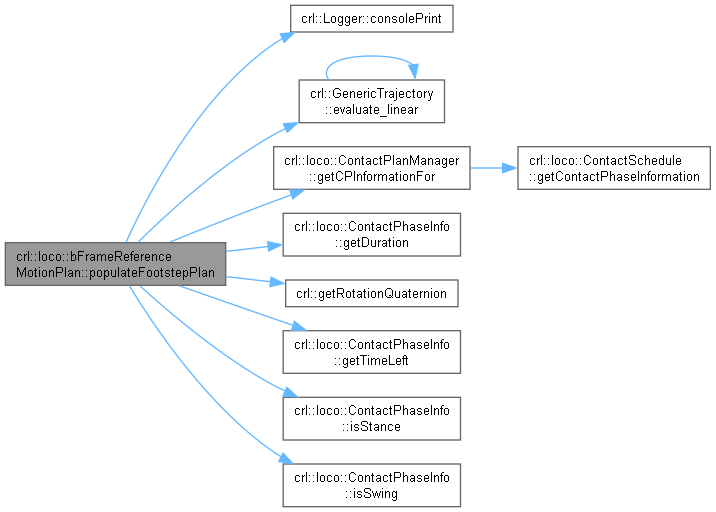 crl::Logger::consolePrint
crl::GenericTrajectory
::evaluate_linear
crl::loco::ContactPlanManager
::getCPInformationFor
crl::loco::ContactSchedule
::getContactPhaseInformation
crl::loco::ContactPhaseInfo
::getDuration
crl::loco::bFrameReference
MotionPlan::populateFootstepPlan
crl::getRotationQuaternion
crl::loco::ContactPhaseInfo
::getTimeLeft
crl::loco::ContactPhaseInfo
::isStance
crl::loco::ContactPhaseInfo
::isSwing